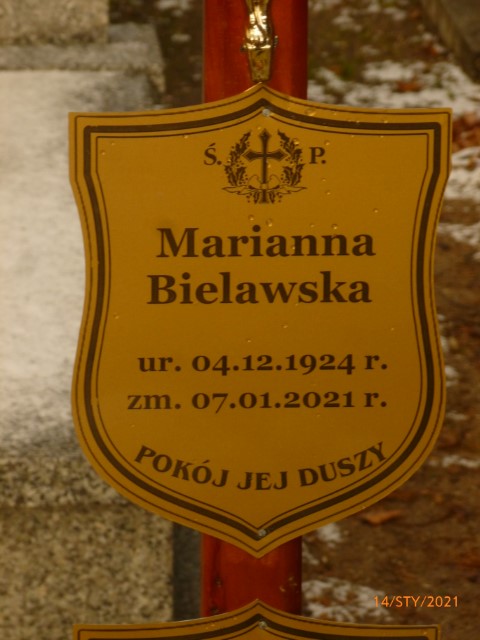 Ś. P.
Marianna
Bielawska
ur. 04.12.1924 r.
zm. 07.01.2021 r.
POKÓJ JEJ DUSZY
14/STY/2021